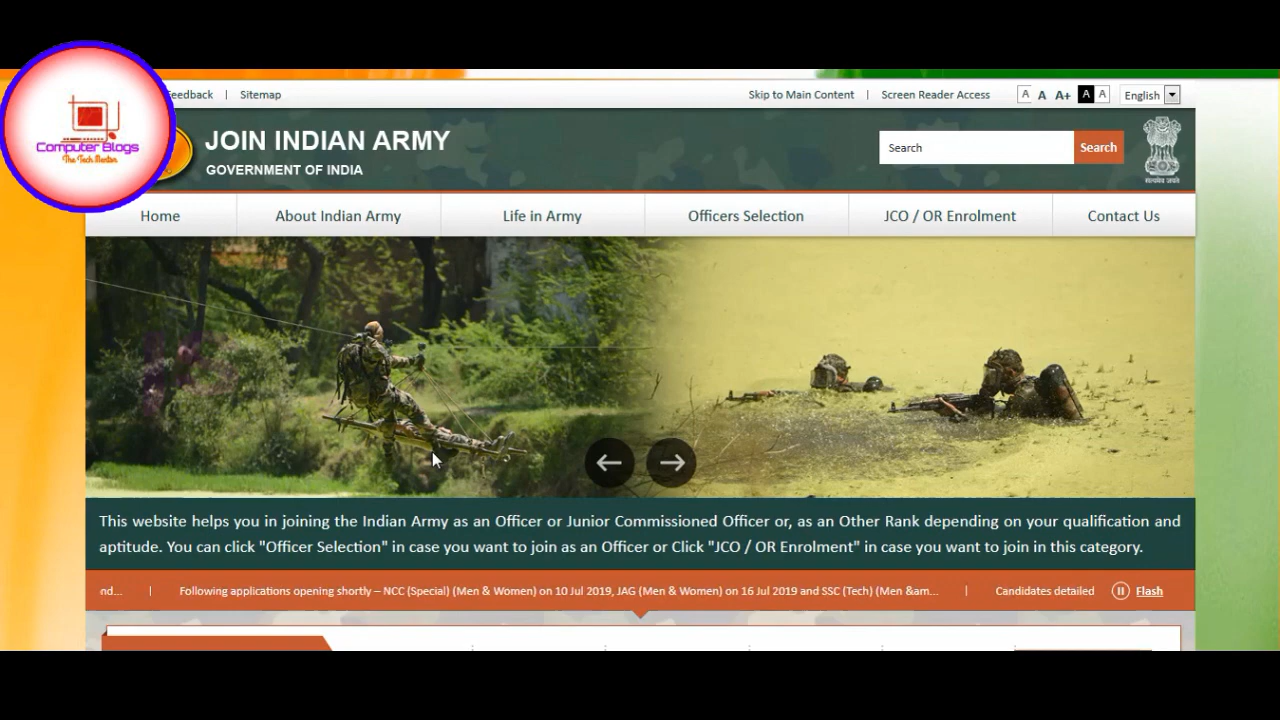 Computer Blogs
The Tech Mentor
Feedback | Sitemap
Skip to Main Content | Screen Reader Access A A A+ A A English
JOIN INDIAN ARMY
GOVERNMENT OF INDIA
Search Search
सत्यमेव जयते
Home About Indian Army Life in Army Officers Selection JCO / OR Enrolment Contact Us
This website helps you in joining the Indian Army as an Officer or Junior Commissioned Officer or, as an Other Rank depending on your qualification and
aptitude. You can click "Officer Selection" in case you want to join as an Officer or Click "JCO / OR Enrolment" in case you want to join in this category.
nd... | Following applications opening shortly – NCC (Special) (Men & Women) on 10 Jul 2019, JAG (Men & Women) on 16 Jul 2019 and SSC (Tech) (Men &am... | Candidates detailed Flash